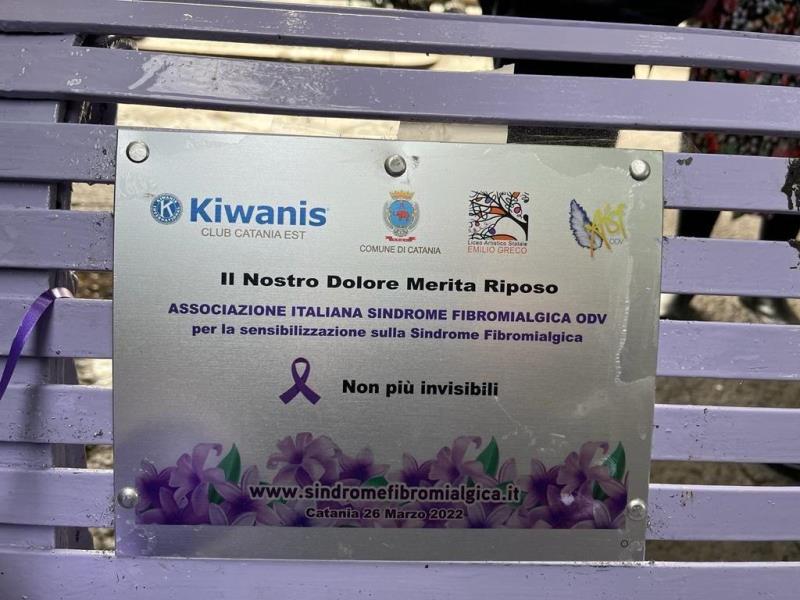 Kiwanis
CLUB CATANIA EST
COMUNE DI CATANIA
Liceo Artistico Statale
EMILIO GRECO
AISF
ODV
Il Nostro Dolore Merita Riposo
ASSOCIAZIONE ITALIANA SINDROME FIBROMIALGICA ODV
per la sensibilizzazione sulla Sindrome Fibromialgica
Non più invisibili
www.sindromefibromialgica.it
Catania 26 Marzo 2022